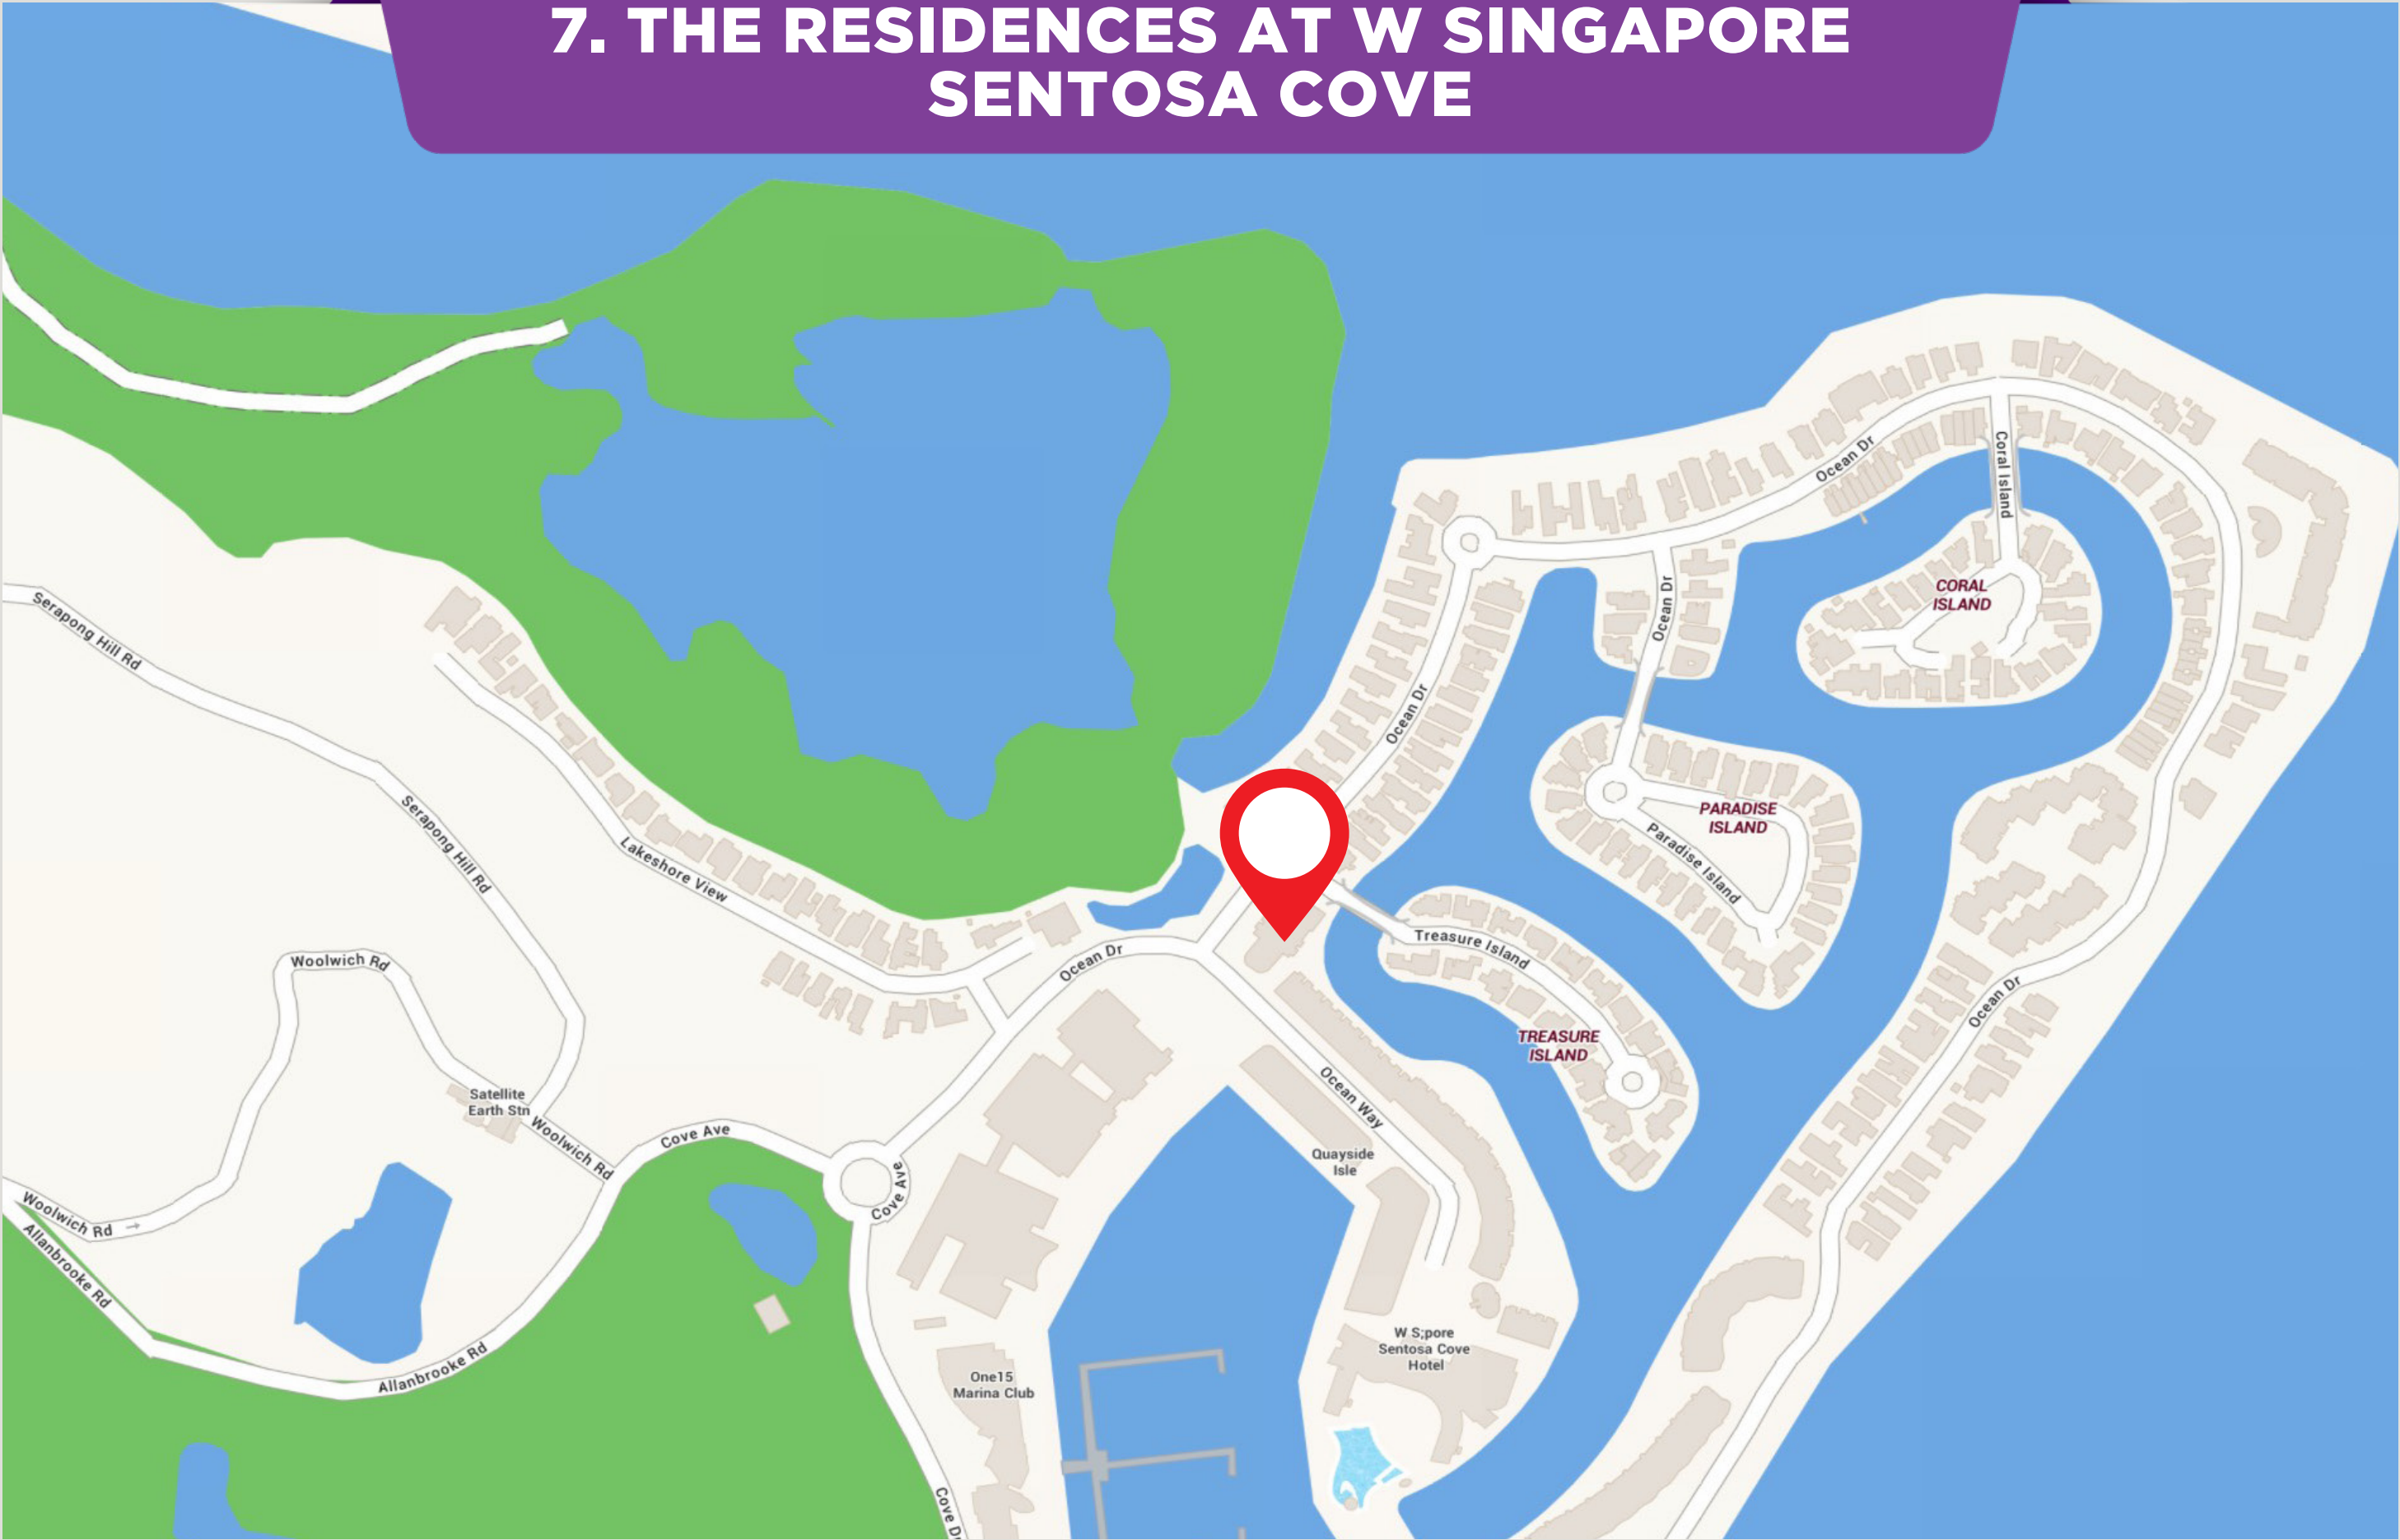 7. THE RESIDENCES AT W SINGAPORE
SENTOSA COVE
Ocean Dr
Coral Island
CORAL
ISLAND
Serapong Hill Rd
Ocean Dr
Ocean Dr
Serapong Hill Rd
PARADISE
ISLAND
Paradise Island
Lakeshore View
Treasure Island
Woolwich Rd
Ocean Dr
Ocean Dr
TREASURE
ISLAND
Ocean Way
Satellite
Earth Stn
Woolwich Rd
Cove Ave
Cove Ave
Quayside
Isle
Woolwich Rd →
Allanbrooke Rd
Allanbrooke Rd
W S;pore
Sentosa Cove
Hotel
One15
Marina Club
Cove D